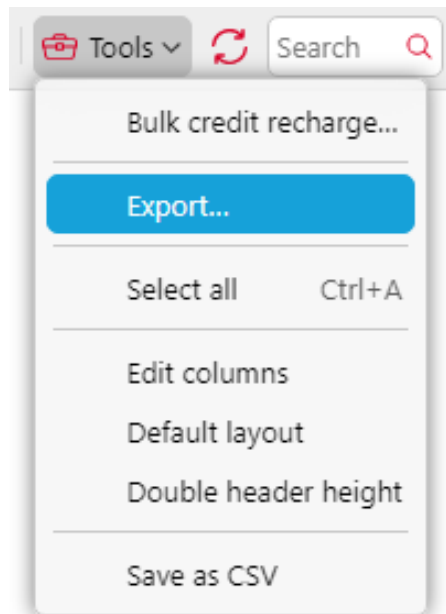 Tools
Search
Bulk credit recharge...
Export...
Select all Ctrl+A
Edit columns
Default layout
Double header height
Save as CSV